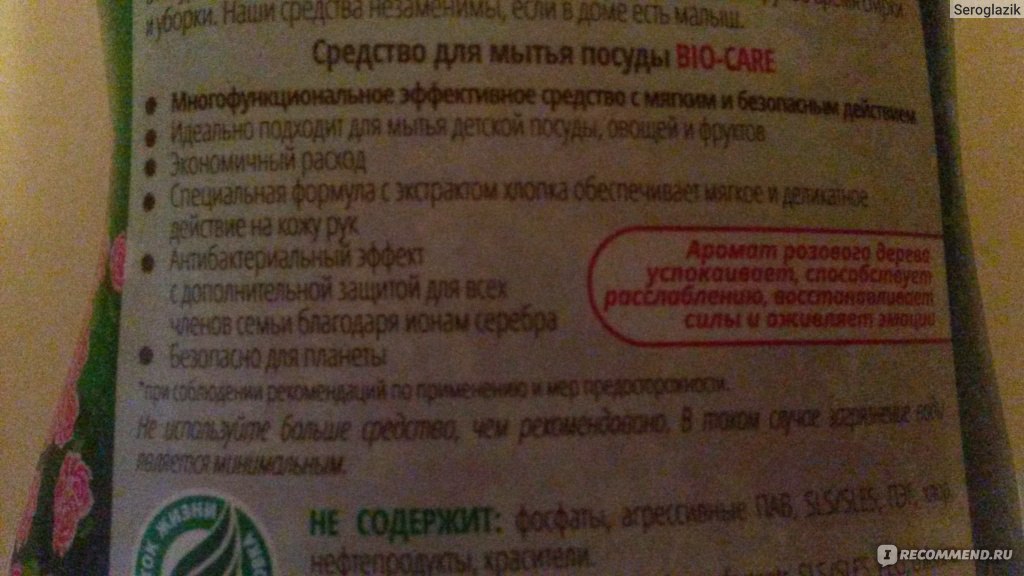 Seroglazik
и уборки. Наши средства незаменимы, если в доме есть малыш.
Средство для мытья посуды BIO-CARE
Многофункциональное эффективное средство с мягким и безопасным действием
Идеально подходит для мытья детской посуды, овощей и фруктов
Экономичный расход
Специальная формула с экстрактом хлопка обеспечивает мягкое и деликатное
действие на кожу рук
Антибактериальный эффект
с дополнительной защитой для всех
членов семьи благодаря ионам серебра
Безопасно для планеты
Аромат розового дерева
успокаивает, способствует
расслаблению, восстанавливает
силы и оживляет эмоции
*при соблюдении рекомендаций по применению и мер предосторожности.
Не используйте больше средства, чем рекомендовано. В таком случае загрязнение воды
является минимальным.
ЖИЗНИ
НЕ СОДЕРЖИТ: фосфаты, агрессивные ПАВ, SLS/SLES,
нефтепродукты, красители.
IRECOMMEND.RU